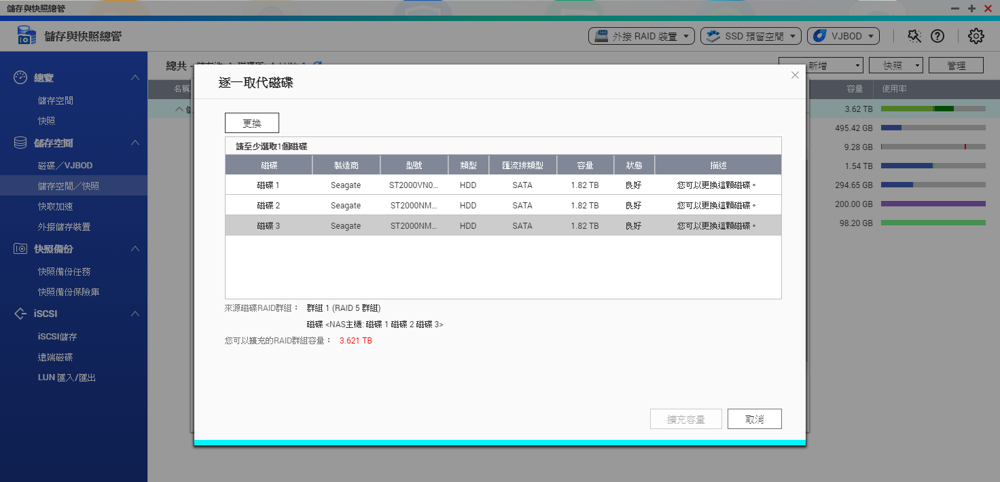 儲存與快照總管
儲存與快照總管
外接 RAID 裝置
SSD 預留空間
VJBOD
總覽
儲存空間
快照
儲存空間
磁碟／VJBOD
儲存空間／快照
快取加速
外接儲存裝置
快照備份
快照備份任務
快照備份保險庫
iSCSI
iSCSI儲存
遠端磁碟
LUN 匯入/匯出
總共 -
新增
快照
管理
名稱
容量 使用率
3.62 TB
495.42 GB
9.28 GB
1.54 TB
294.65 GB
200.00 GB
98.20 GB
逐一取代磁碟
更換
請至少選取1個磁碟
磁碟 製造商 型號 類型 匯流排類型 容量 狀態 描述
磁碟 1 Seagate ST2000VN0... HDD SATA 1.82 TB 良好 您可以更換這顆磁碟。
磁碟 2 Seagate ST2000NM... HDD SATA 1.82 TB 良好 您可以更換這顆磁碟。
磁碟 3 Seagate ST2000NM... HDD SATA 1.82 TB 良好 您可以更換這顆磁碟。
來源磁碟RAID群組： 群組 1 (RAID 5 群組)
磁碟 <NAS主機: 磁碟 1 磁碟 2 磁碟 3>
您可以擴充的RAID群組容量： 3.621 TB
擴充容量
取消